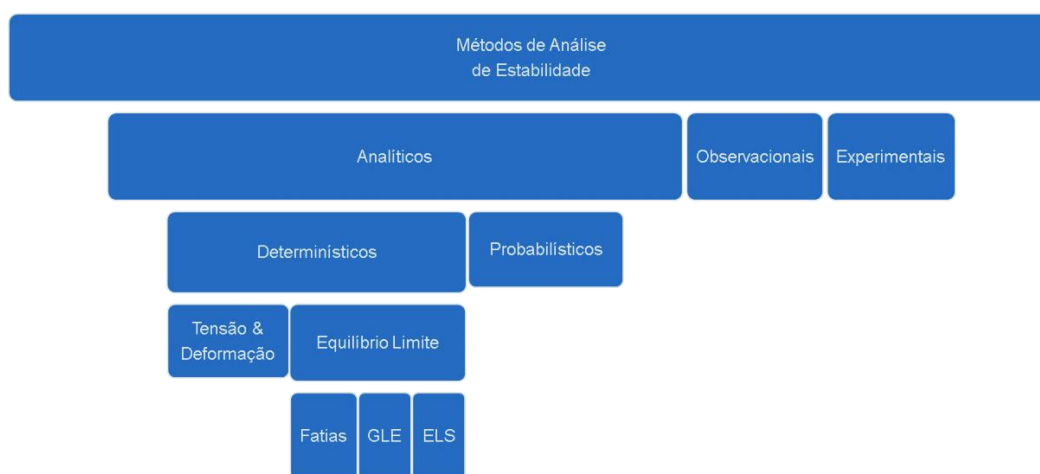 Métodos de Análise
de Estabilidade
Analíticos
Observacionais
Experimentais
Determinísticos
Probabilísticos
Tensão &
Deformação
Equilíbrio Limite
Fatias
GLE
ELS